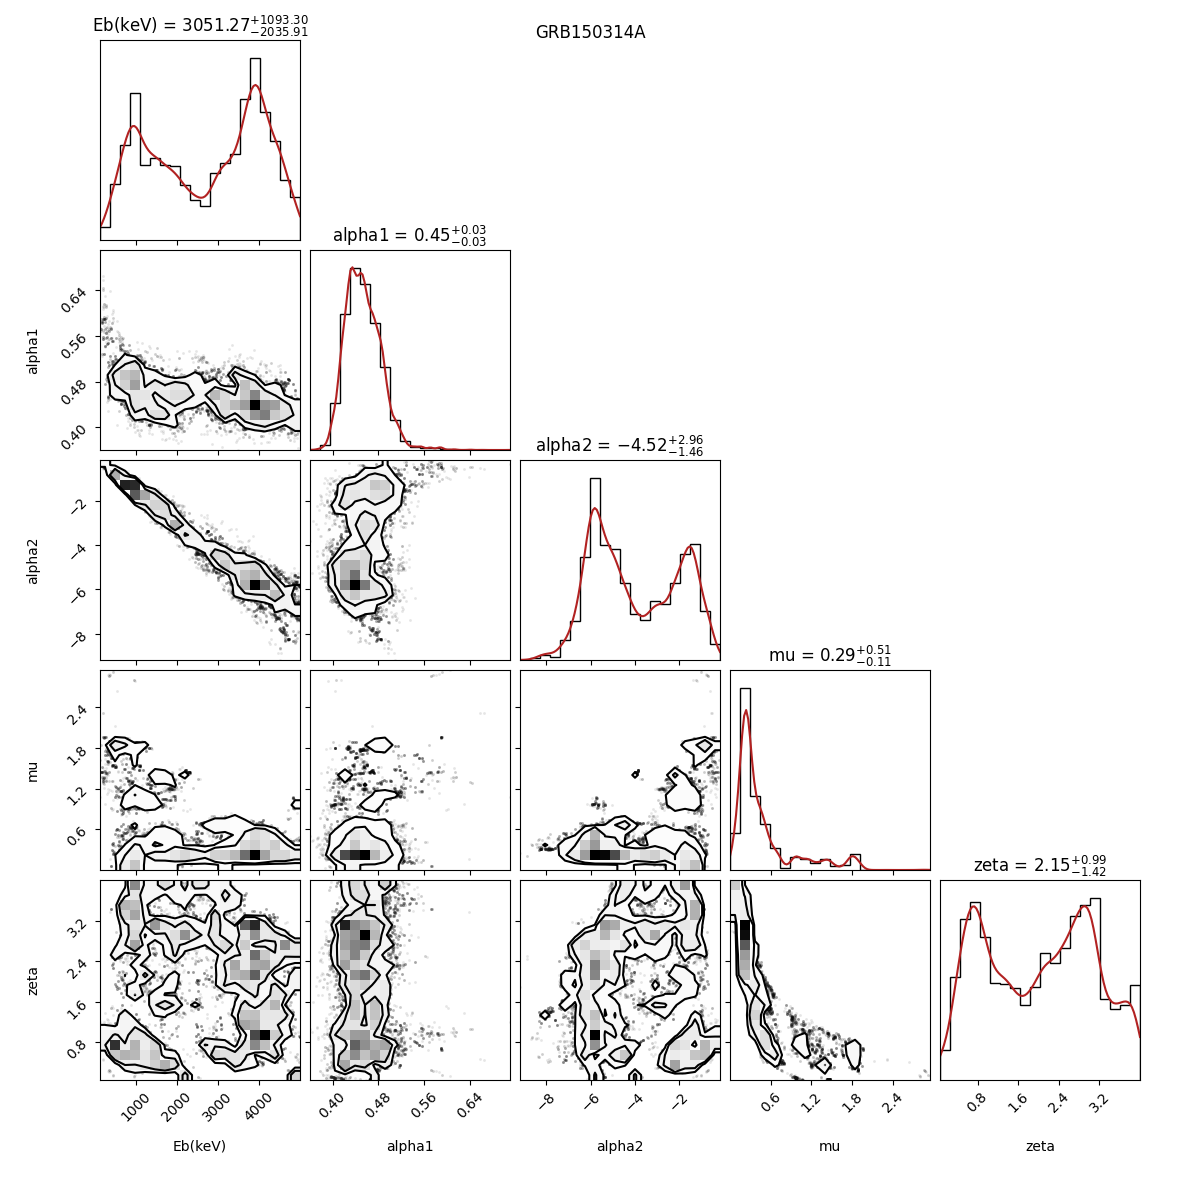 GRB150314A
Eb(keV) = 3051.27+1093.30−2035.91
alpha1 = 0.45+0.03−0.03
0.64
0.56
0.48
0.40
alpha1
alpha2 = −4.52+2.96−1.46
−2
−4
−6
−8
alpha2
mu = 0.29+0.51−0.11
2.4
1.8
1.2
0.6
mu
zeta = 2.15+0.99−1.42
3.2
2.4
1.6
0.8
zeta
1000 2000 3000 4000 0.40 0.48 0.56 0.64 −8 −6 −4 −2 0.6 1.2 1.8 2.4 0.8 1.6 2.4 3.2
Eb(keV) alpha1 alpha2 mu zeta